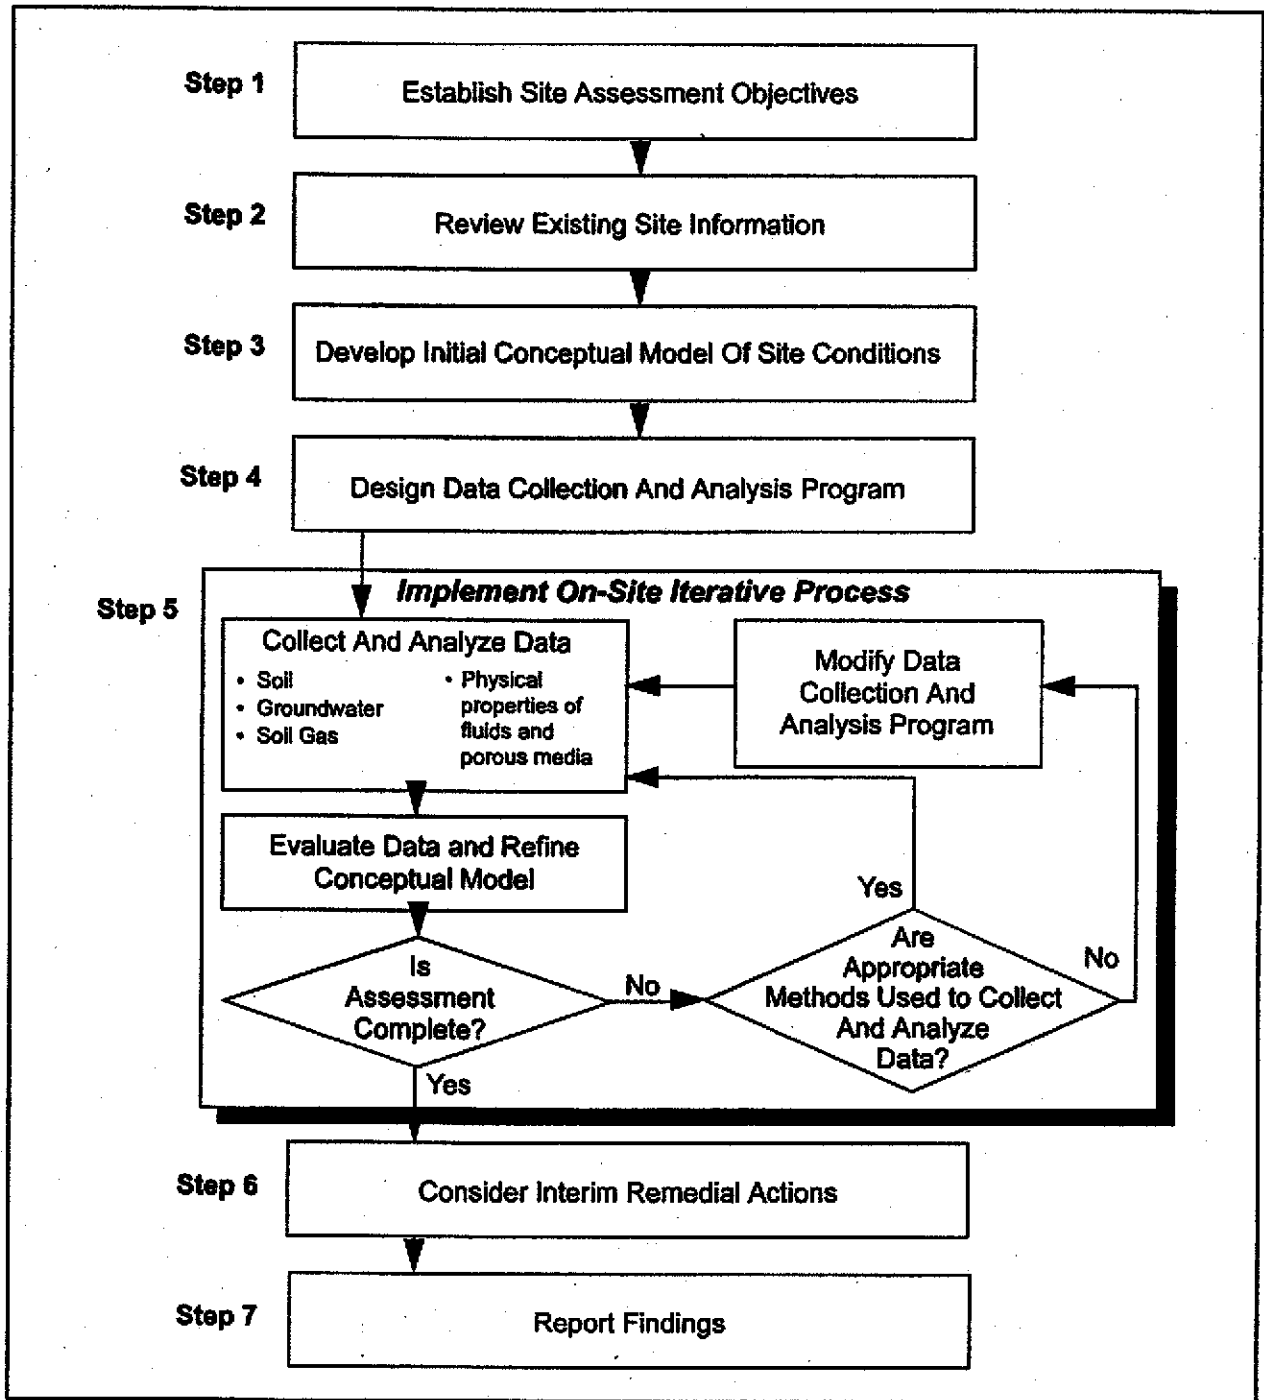 Step 1
Establish Site Assessment Objectives
Step 2
Review Existing Site Information
Step 3
Develop Initial Conceptual Model Of Site Conditions
Step 4
Design Data Collection And Analysis Program
Step 5
Implement On-Site Iterative Process
Collect And Analyze Data
• Soil
• Groundwater
• Soil Gas
• Physical
properties of
fluids and
porous media
Modify Data
Collection And
Analysis Program
Evaluate Data and Refine
Conceptual Model
Is
Assessment
Complete?
No
Yes
Are
Appropriate
Methods Used to Collect
And Analyze
Data?
Yes
No
Step 6
Consider Interim Remedial Actions
Step 7
Report Findings